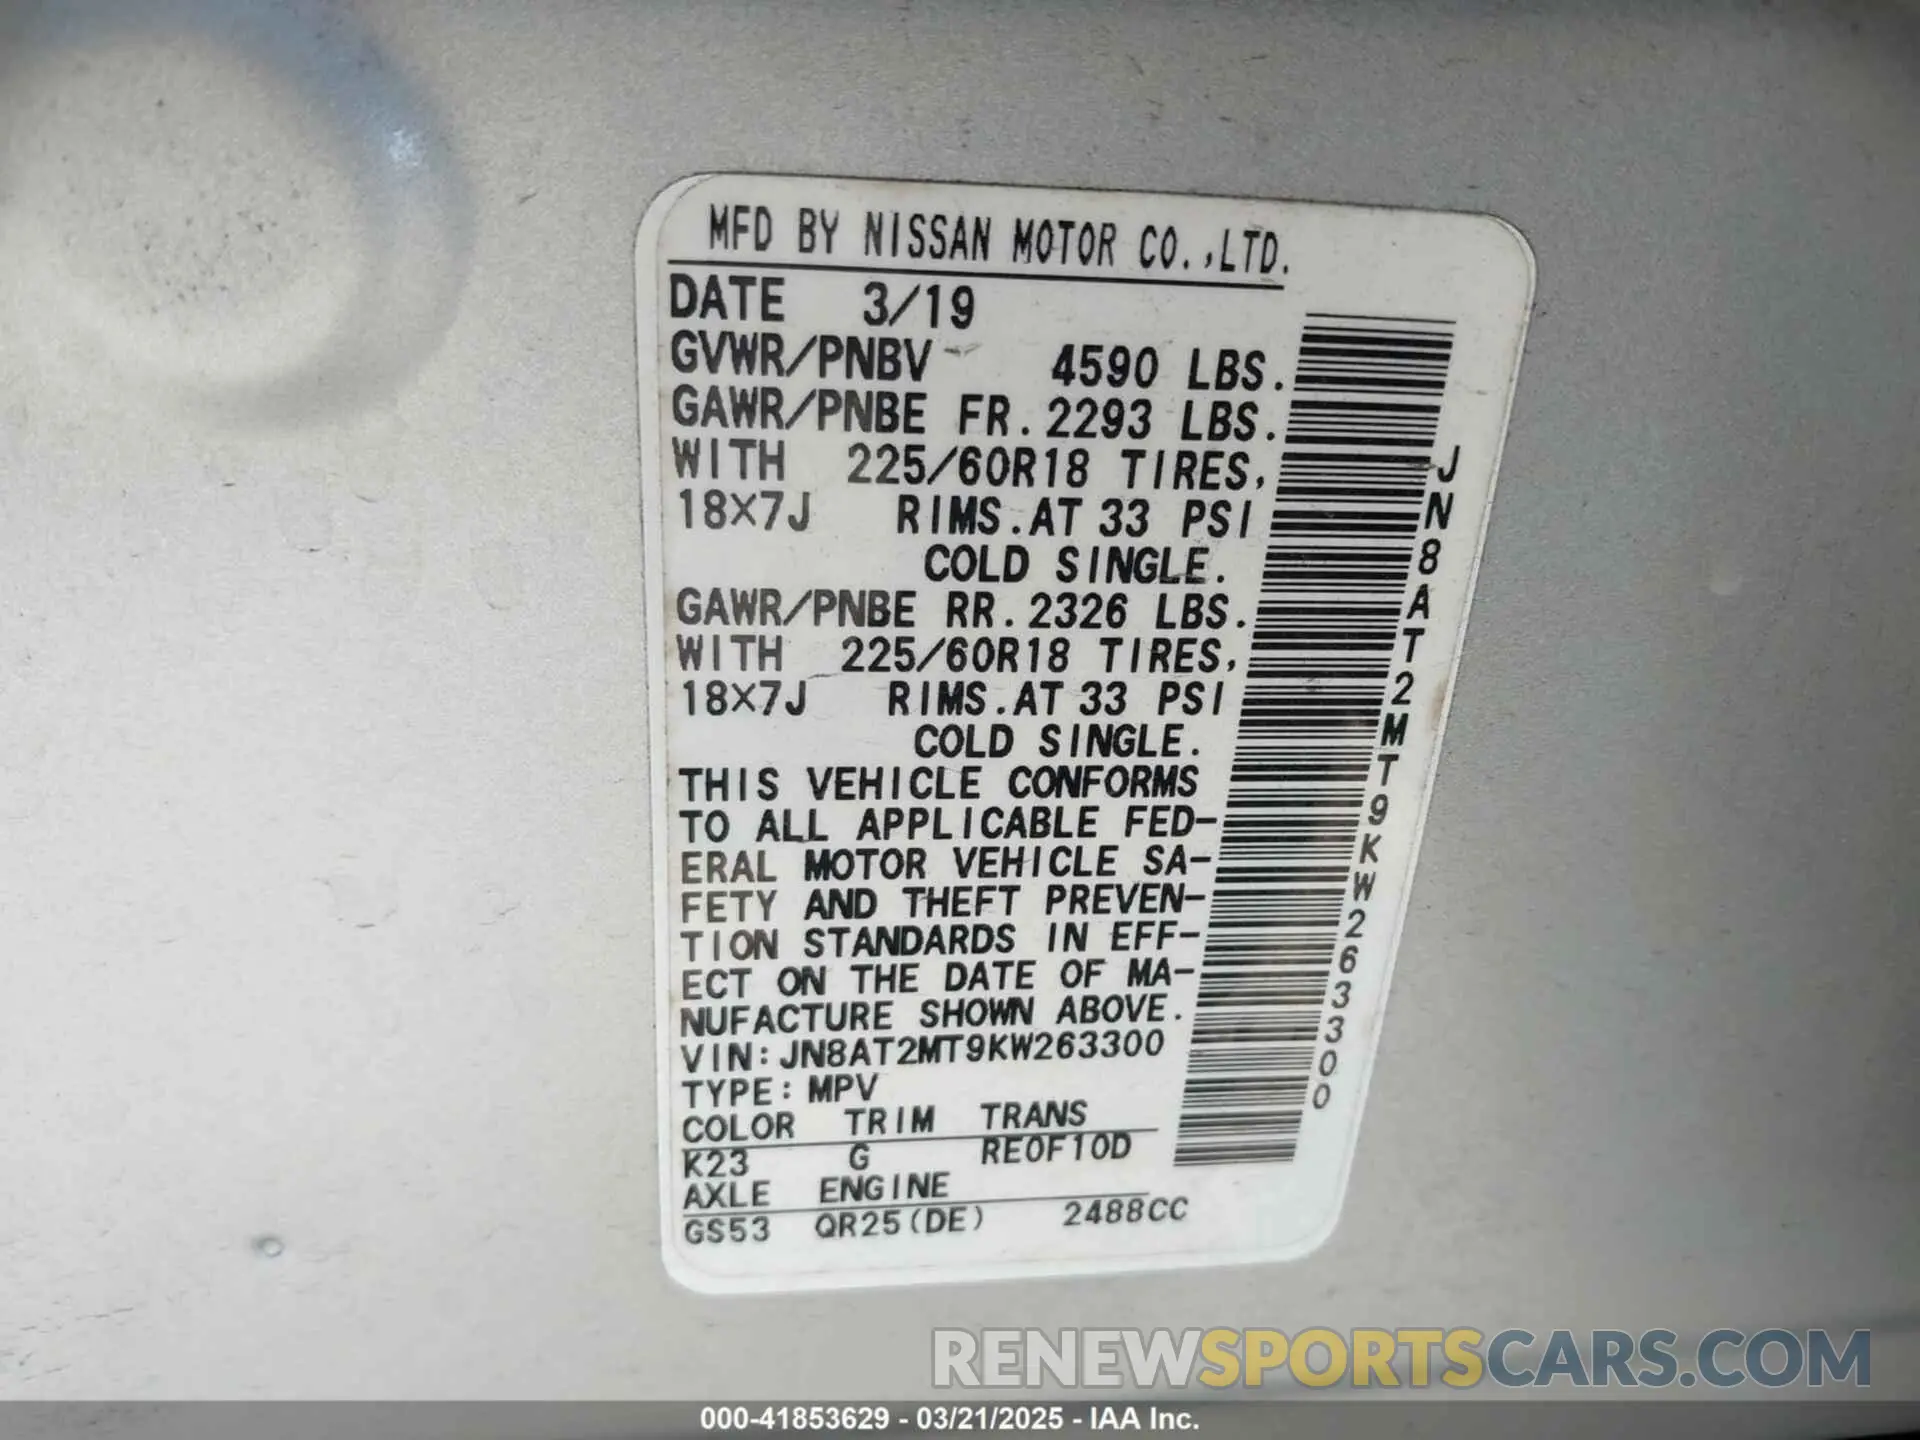 MFD BY NISSAN MOTOR CO.,LTD.
DATE 3/19
GVWR/PNBV 4590 LBS.
GAWR/PNBE FR. 2293 LBS.
WITH 225/60R18 TIRES,
18X7J RIMS. AT 33 PSI
COLD SINGLE.
GAWR/PNBE RR. 2326 LBS.
WITH 225/60R18 TIRES,
18X7J RIMS. AT 33 PSI
COLD SINGLE.
THIS VEHICLE CONFORMS
TO ALL APPLICABLE FED-
ERAL MOTOR VEHICLE SA-
FETY AND THEFT PREVEN-
TION STANDARDS IN EFF-
ECT ON THE DATE OF MA-
NUFACTURE SHOWN ABOVE.
VIN: JN8AT2MT9KW263300
TYPE: MPV
COLOR TRIM TRANS
K23 G RE0F10D
AXLE ENGINE
GS53 QR25(DE) 2488CC
JN8AT2MT9KW263300
RENEWSPORTSCARS.COM
000-41853629 - 03/21/2025 - IAA Inc.